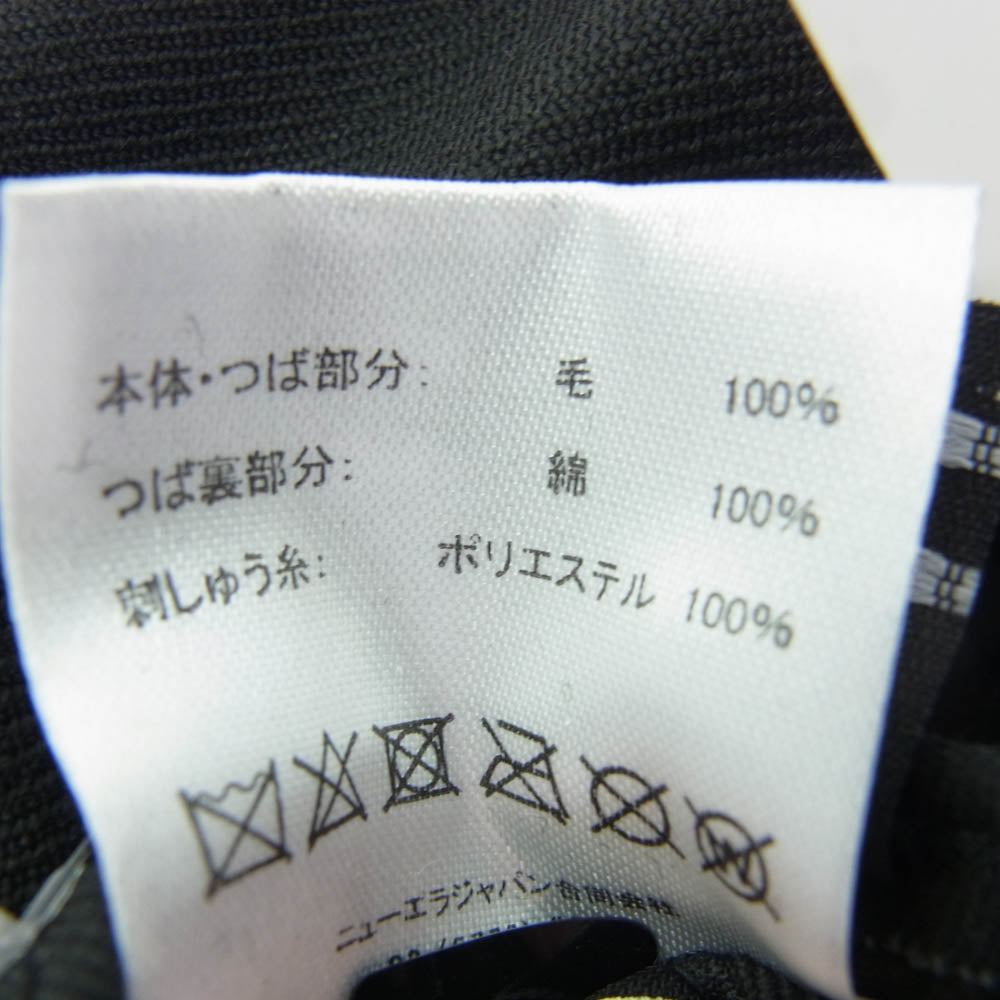 本体・つば部分: 毛 100%
つば裏部分: 綿 100%
刺しゅう糸: ポリエステル 100%
ニューエラジャパン合同会社